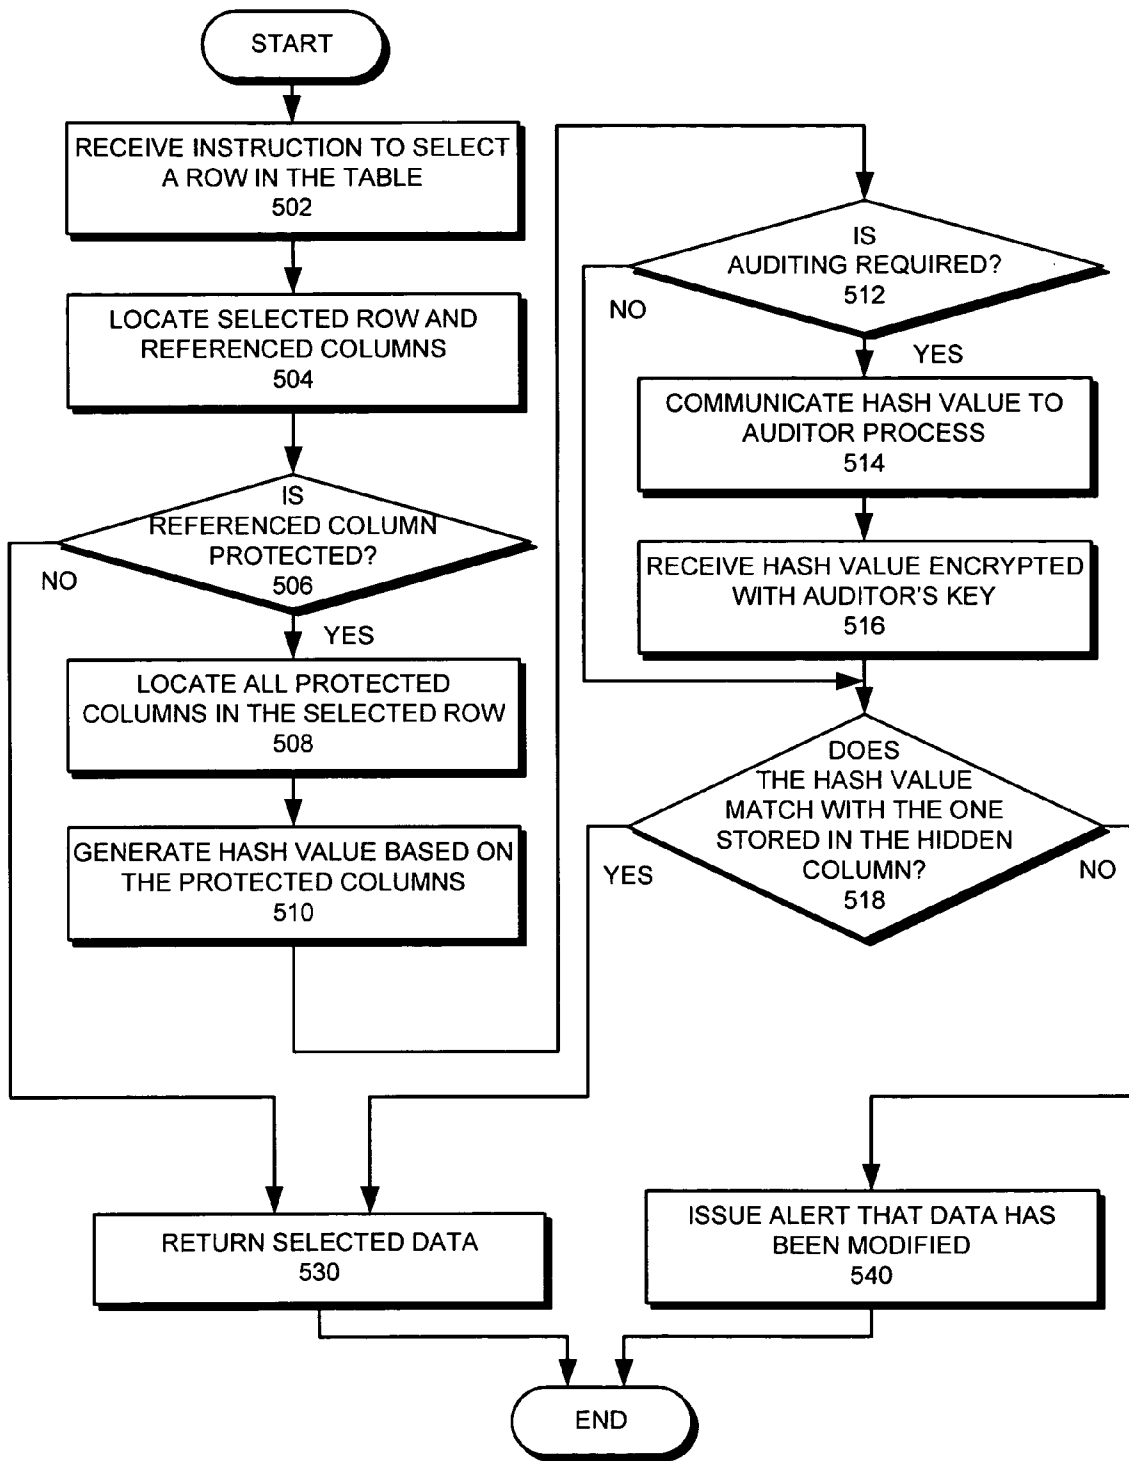 START
RECEIVE INSTRUCTION TO SELECT
A ROW IN THE TABLE
502
LOCATE SELECTED ROW AND
REFERENCED COLUMNS
504
IS
REFERENCED COLUMN
PROTECTED?
506
NO
YES
LOCATE ALL PROTECTED
COLUMNS IN THE SELECTED ROW
508
GENERATE HASH VALUE BASED ON
THE PROTECTED COLUMNS
510
IS
AUDITING REQUIRED?
512
NO
YES
COMMUNICATE HASH VALUE TO
AUDITOR PROCESS
514
RECEIVE HASH VALUE ENCRYPTED
WITH AUDITOR'S KEY
516
DOES
THE HASH VALUE
MATCH WITH THE ONE
STORED IN THE HIDDEN
COLUMN?
518
YES
NO
RETURN SELECTED DATA
530
ISSUE ALERT THAT DATA HAS
BEEN MODIFIED
540
END